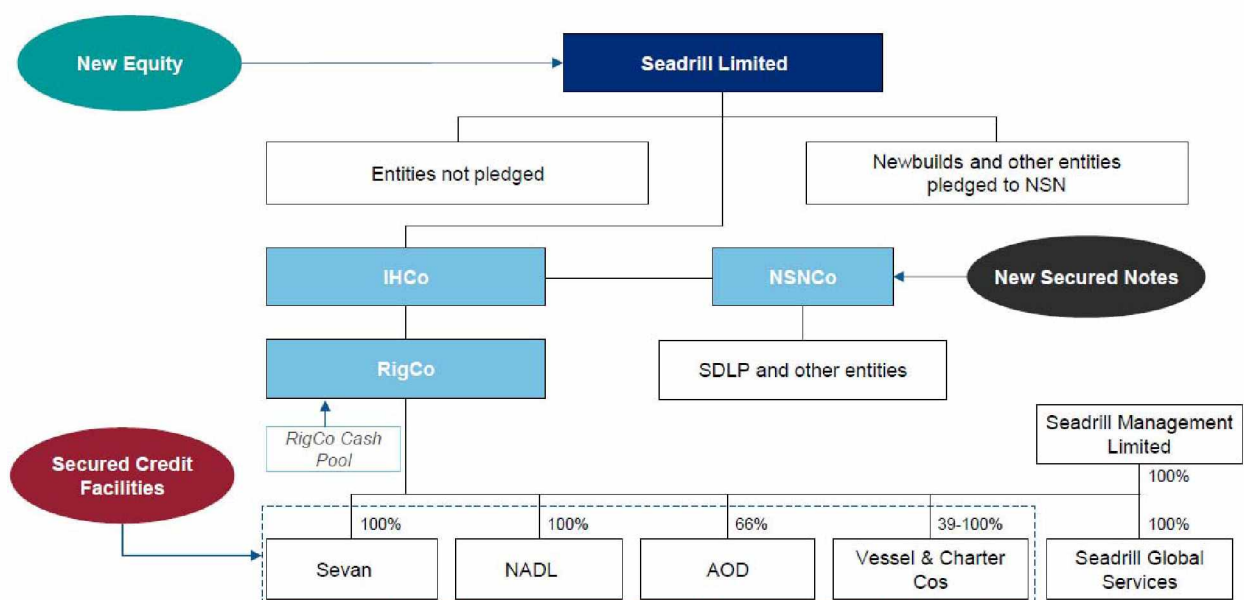 New Equity
Seadrill Limited
Entities not pledged
Newbuilds and other entities
pledged to NSN
IHCo
NSNCo
New Secured Notes
RigCo
SDLP and other entities
RigCo Cash
Pool
Seadrill Management
Limited
Secured Credit
Facilities
100%
100%
100%
66%
39-100%
100%
Sevan
NADL
AOD
Vessel & Charter
Cos
Seadrill Global
Services